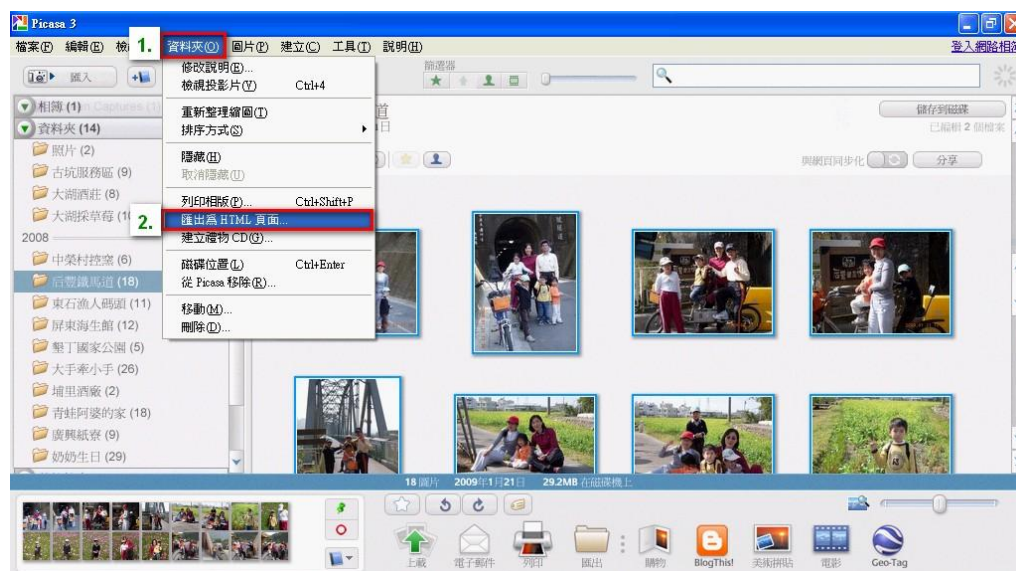 Picasa 3
檔案(F) 編輯(E) 檢 1. 資料夾(O) 圖片(P) 建立(C) 工具(T) 說明(H) 登入網路相簿
匯入
篩選器
相簿 (1)
資料夾 (14)
照片 (2)
古坑服務區 (9)
大湖酒莊 (8)
大湖採草莓 (10
2008
中榮村控窯 (6)
后豐鐵馬道 (18)
東石漁人碼頭 (11)
屏東海生館 (12)
墾丁國家公園 (5)
大手牽小手 (26)
埔里酒廠 (2)
青蛙阿婆的家 (18)
廣興紙寮 (9)
奶奶生日 (29)
修改說明(E)...
檢視投影片(V) Ctrl+4
重新整理縮圖(T)
排序方式(S)
隱藏(H)
取消隱藏(U)
列印相版(P)... Ctrl+Shift+P
2. 匯出為 HTML 頁面...
建立禮物 CD(G)...
磁碟位置(L) Ctrl+Enter
從 Picasa 移除(R)...
移動(M)...
刪除(D)...
道
日
儲存到磁碟
已編輯 2 個檔案
與網頁同步化 分享
18 圖片 2009年1月21日 29.2MB 在磁碟機上
上載 電子郵件 列印 匯出 購物 BlogThis! 美術拼貼 電影 Geo-Tag